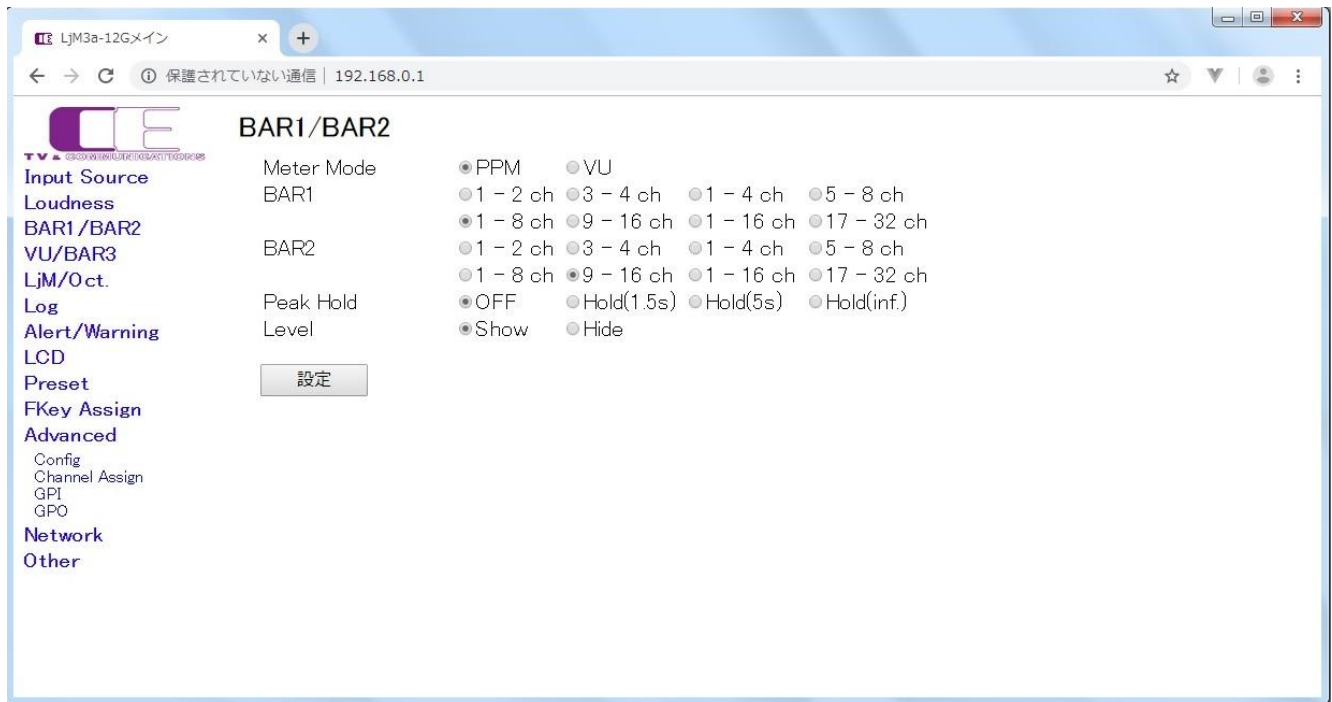 LjM3a-12Gメイン
保護されていない通信 | 192.168.0.1
TV & COMMUNICATIONS
Input Source
Loudness
BAR1/BAR2
VU/BAR3
LjM/Oct.
Log
Alert/Warning
LCD
Preset
FKey Assign
Advanced
Config
Channel Assign
GPI
GPO
Network
Other
BAR1/BAR2
Meter Mode PPM VU
BAR1 1 - 2 ch 3 - 4 ch 1 - 4 ch 5 - 8 ch
1 - 8 ch 9 - 16 ch 1 - 16 ch 17 - 32 ch
BAR2 1 - 2 ch 3 - 4 ch 1 - 4 ch 5 - 8 ch
1 - 8 ch 9 - 16 ch 1 - 16 ch 17 - 32 ch
Peak Hold OFF Hold(1.5s) Hold(5s) Hold(inf.)
Level Show Hide
設定